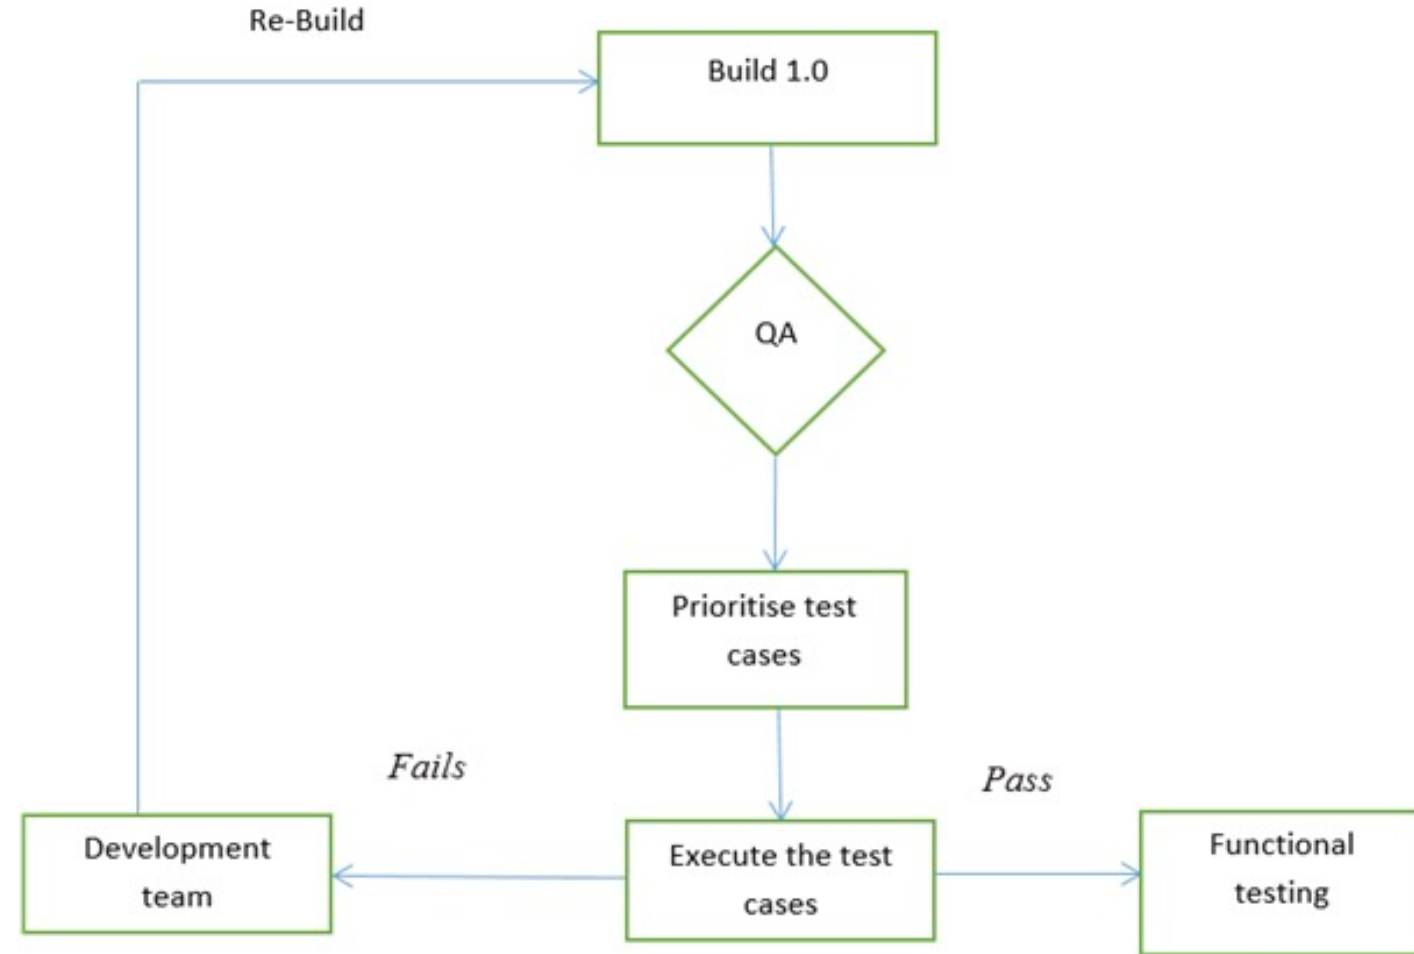 Re-Build
Build 1.0
QA
Prioritise test
cases
Fails
Pass
Development
team
Execute the test
cases
Functional
testing